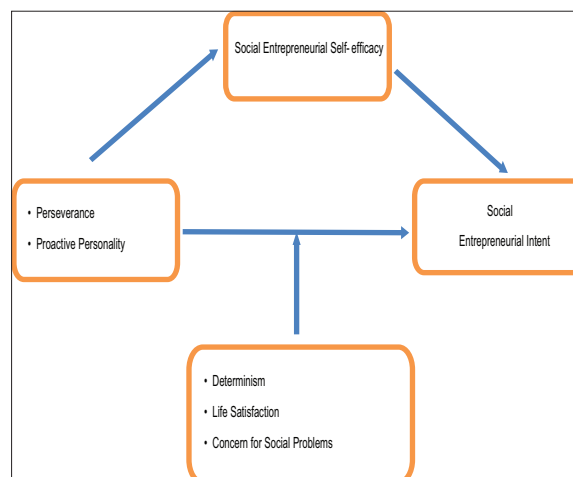 Social Entrepreneurial Self- efficacy
• Perseverance
• Proactive Personality
Social
Entrepreneurial Intent
• Determinism
• Life Satisfaction
• Concern for Social Problems